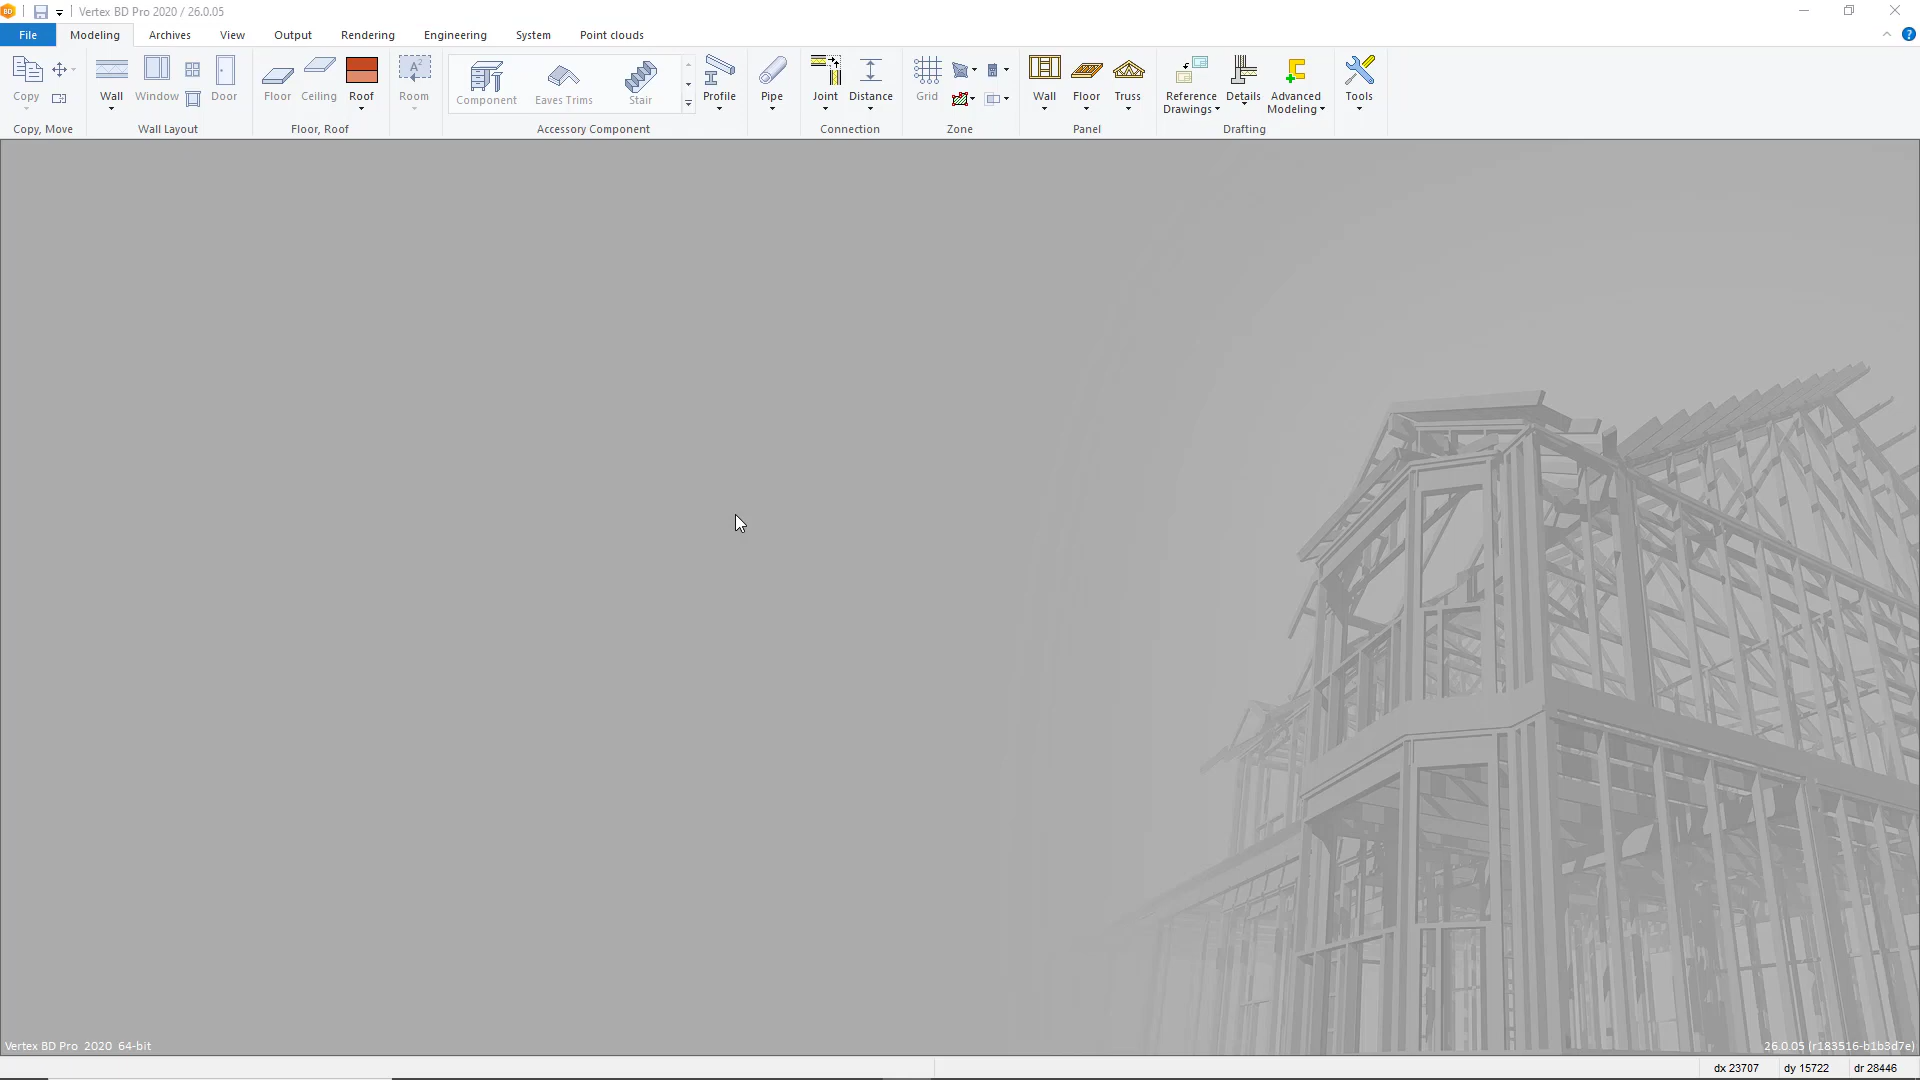 BD
Vertex BD Pro 2020 / 26.0.05
File Modeling Archives View Output Rendering Engineering System Point clouds
?
Copy Wall Window Door Floor Ceiling Roof Room Component Eaves Trims Stair Profile Pipe Joint Distance Grid Wall Floor Truss Reference Drawings Details Advanced Modeling Tools
Copy, Move Wall Layout Floor, Roof Accessory Component Connection Zone Panel Drafting
Vertex BD Pro 2020 64-bit
26.0.05 (r183516-b1b3d7e)
dx 23707 dy 15722 dr 28446